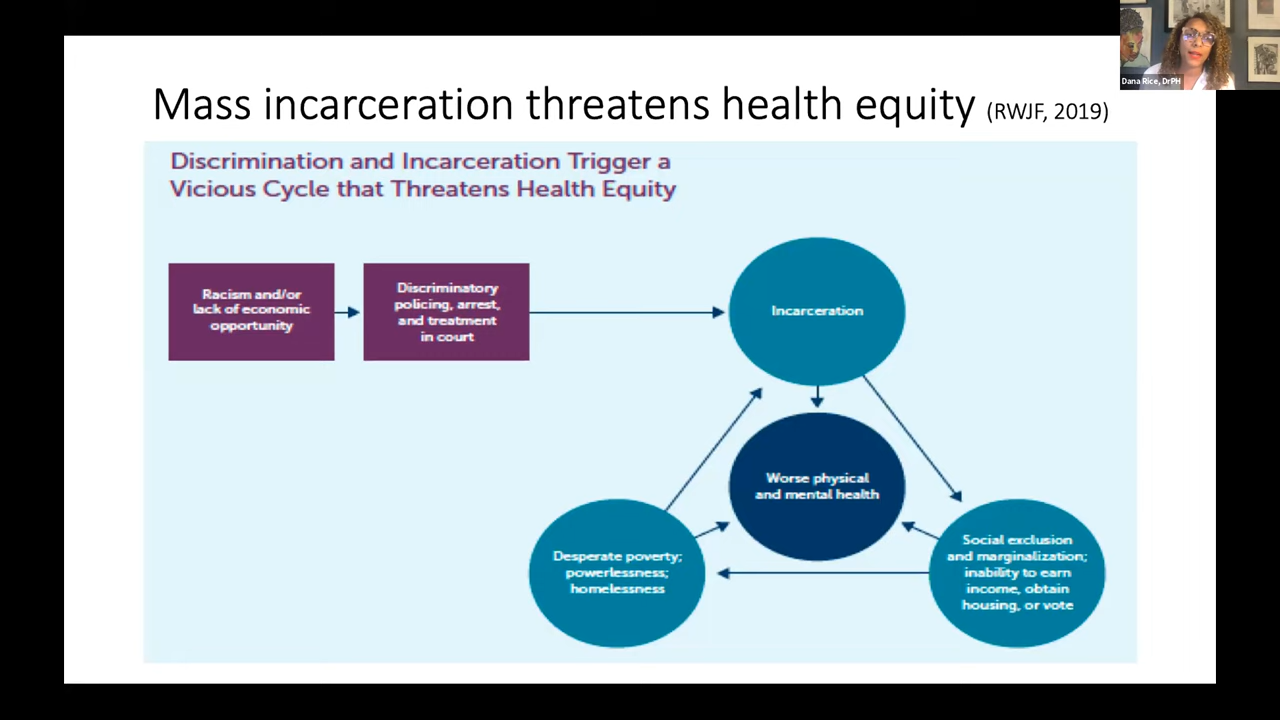 Dana Rice, DrPH
Mass incarceration threatens health equity (RWJF, 2019)
Discrimination and Incarceration Trigger a
Vicious Cycle that Threatens Health Equity
Racism and/or
lack of economic
opportunity
Discriminatory
policing, arrest,
and treatment
in court
Incarceration
Worse physical
and mental health
Desperate poverty;
powerlessness;
homelessness
Social exclusion
and marginalization;
inability to earn
income, obtain
housing, or vote